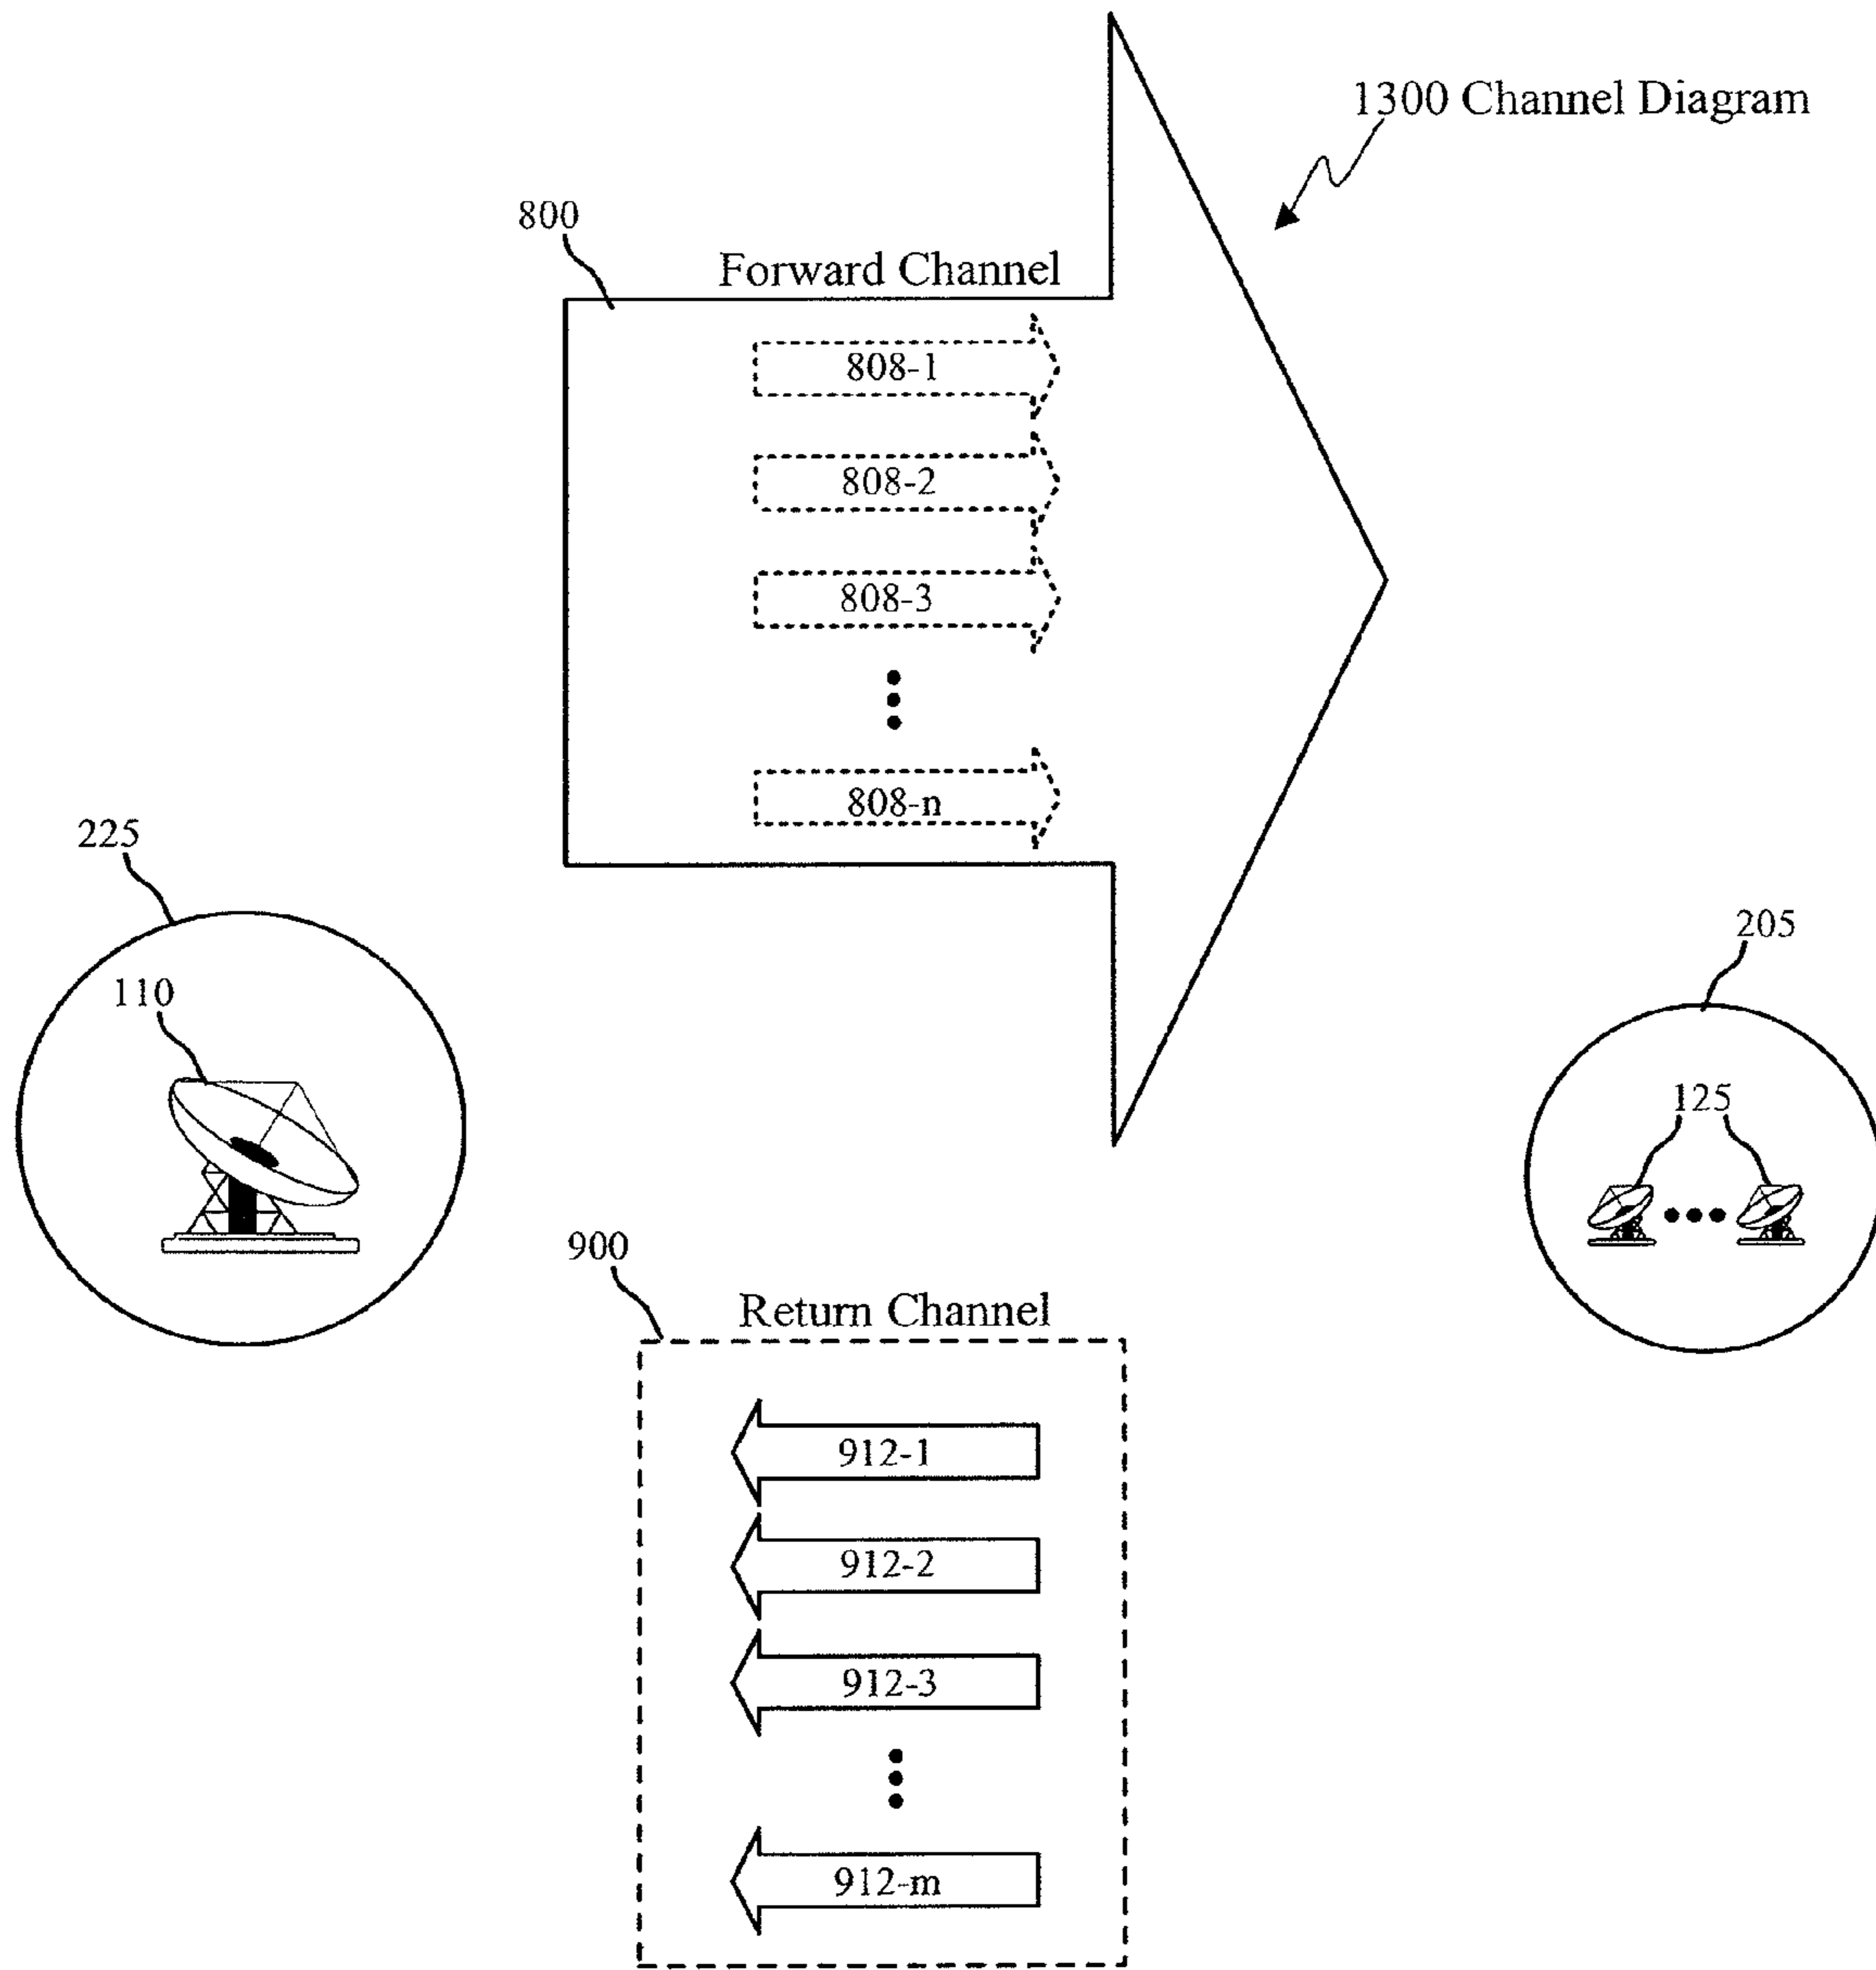 1300 Channel Diagram
800
Forward Channel
808-1
808-2
808-3
808-n
225
110
205
125
900
Return Channel
912-1
912-2
912-3
912-m